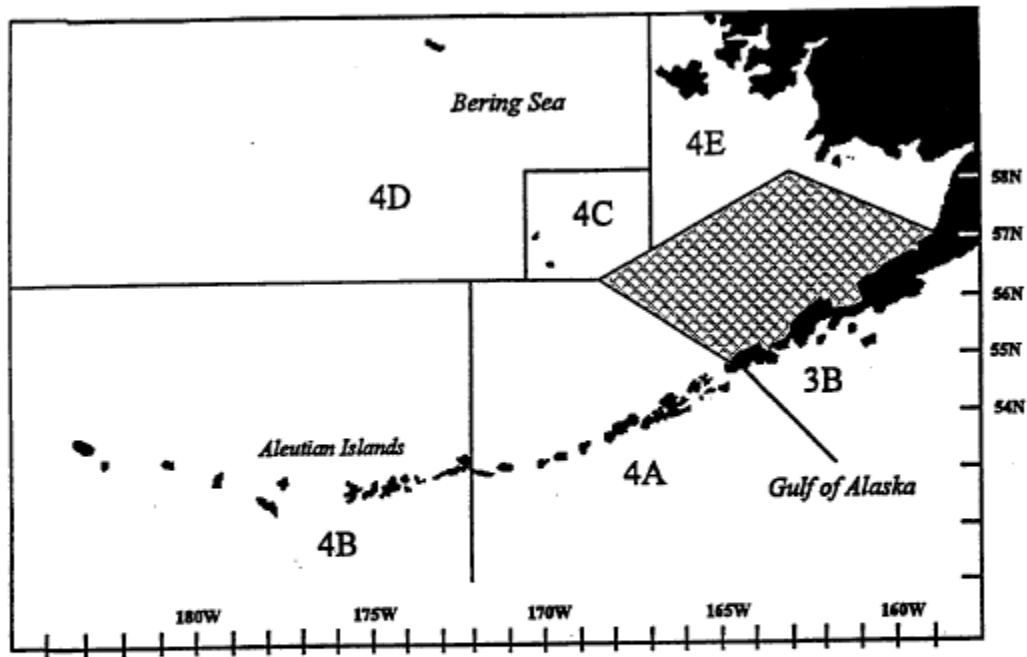 Bering Sea
4E
4D
4C
58N
57N
56N
55N
3B
54N
Aleutian Islands
4A
Gulf of Alaska
4B
180W
175W
170W
165W
160W